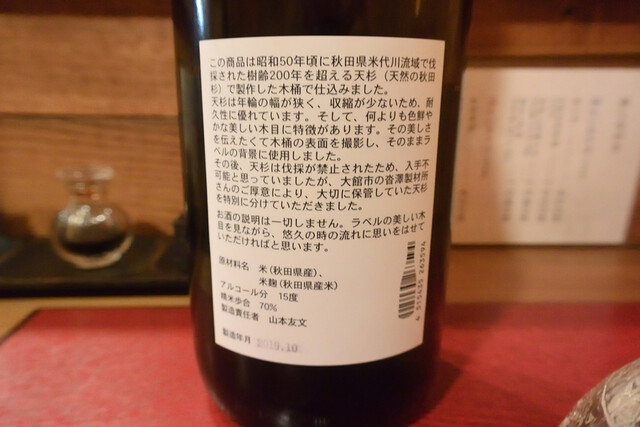 この商品は昭和50年頃に秋田県米代川流域で伐
採された樹齢200年を超える天杉（天然の秋田
杉）で製作した木桶で仕込みました。
天杉は年輪の幅が狭く、収縮が少ないため、耐
久性に優れています。そして、何よりも色鮮や
かな美しい木目に特徴があります。その美しさ
を伝えたくて木桶の表面を撮影し、そのままラ
ベルの背景に使用しました。
その後、天杉は伐採が禁止されたため、入手不
可能と思っていましたが、大館市の沓澤製材所
さんのご厚意により、大切に保管していた天杉
を特別に分けていただきました。
お酒の説明は一切しません。ラベルの美しい木
目を見ながら、悠久の時の流れに思いをはせて
いただければと思います。
原材料名 米（秋田県産）、
米麹（秋田県産米）
アルコール分 15度
精米歩合 70%
製造責任者 山本友文
製造年月 2019.10
4 555035 263594